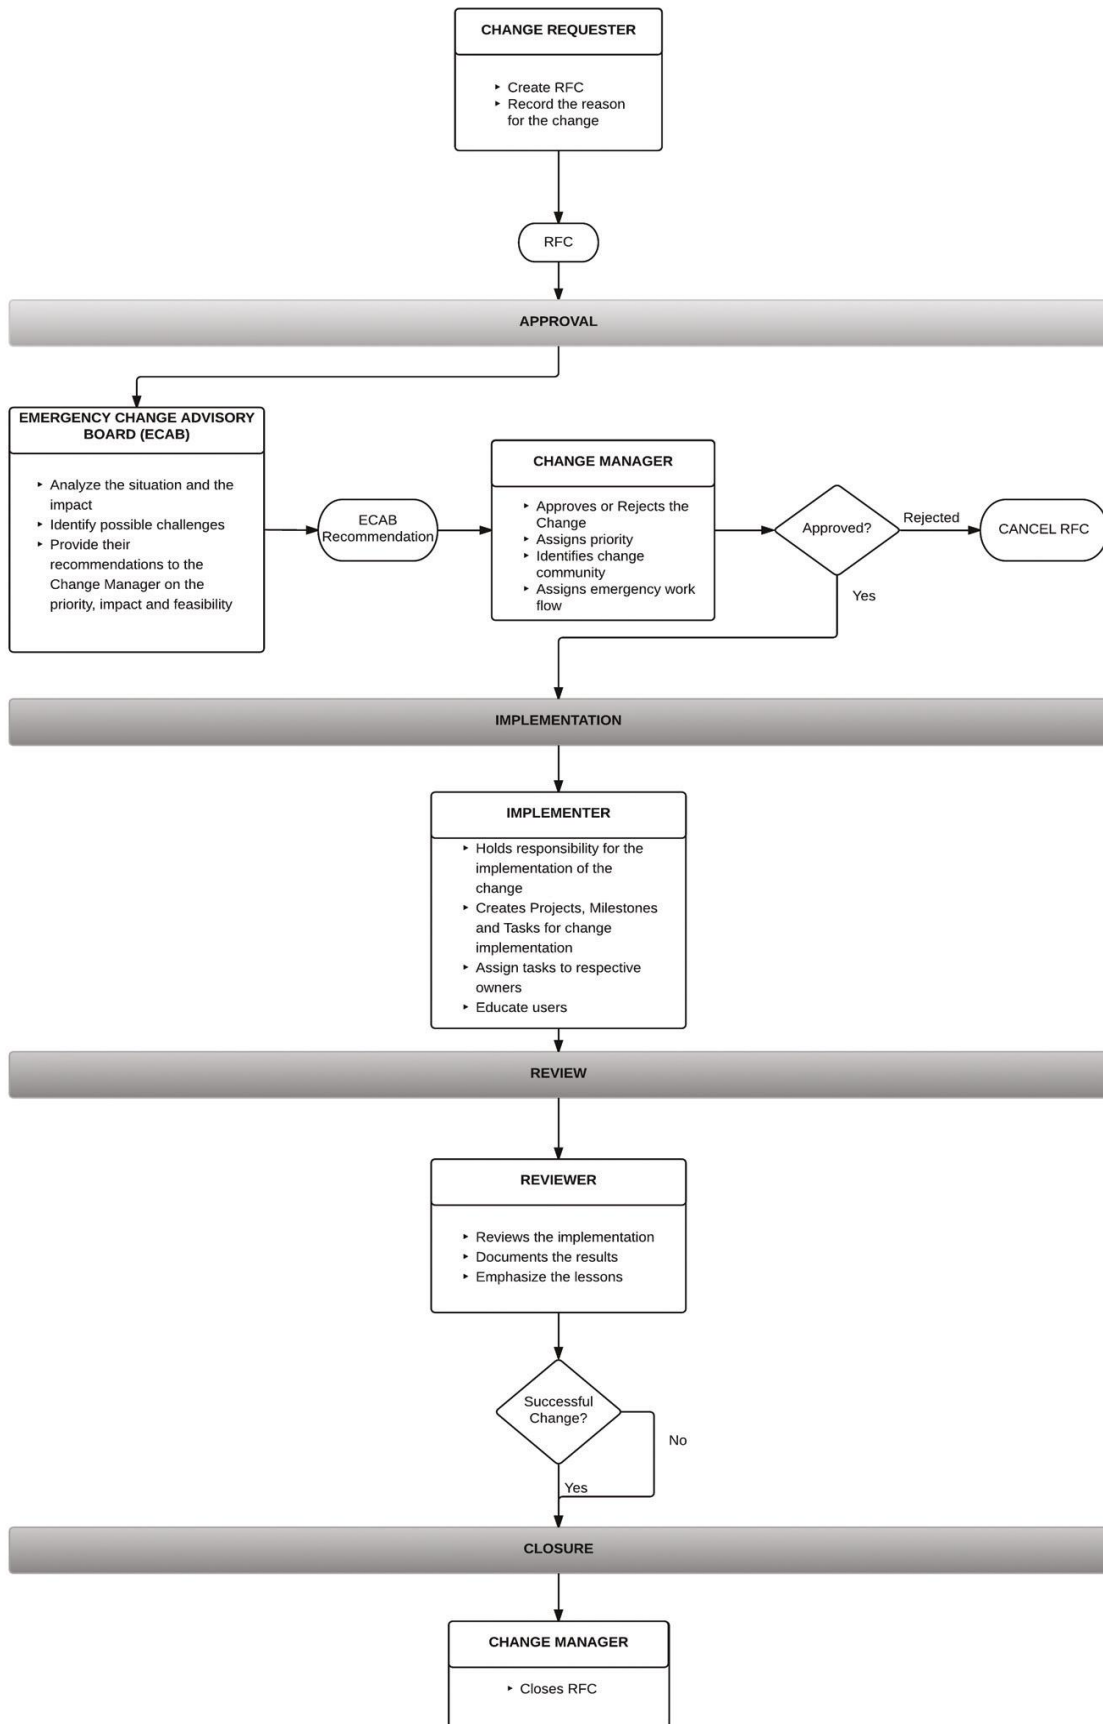 CHANGE REQUESTER
‣ Create RFC
‣ Record the reason
for the change
RFC
APPROVAL
EMERGENCY CHANGE ADVISORY
BOARD (ECAB)
‣ Analyze the situation and the
impact
‣ Identify possible challenges
‣ Provide their
recommendations to the
Change Manager on the
priority, impact and feasibility
ECAB
Recommendation
CHANGE MANAGER
‣ Approves or Rejects the
Change
‣ Assigns priority
‣ Identifies change
community
‣ Assigns emergency work
flow
Approved?
Rejected
CANCEL RFC
Yes
IMPLEMENTATION
IMPLEMENTER
‣ Holds responsibility for the
implementation of the
change
‣ Creates Projects, Milestones
and Tasks for change
implementation
‣ Assign tasks to respective
owners
‣ Educate users
REVIEW
REVIEWER
‣ Reviews the implementation
‣ Documents the results
‣ Emphasize the lessons
Successful
Change?
No
Yes
CLOSURE
CHANGE MANAGER
‣ Closes RFC